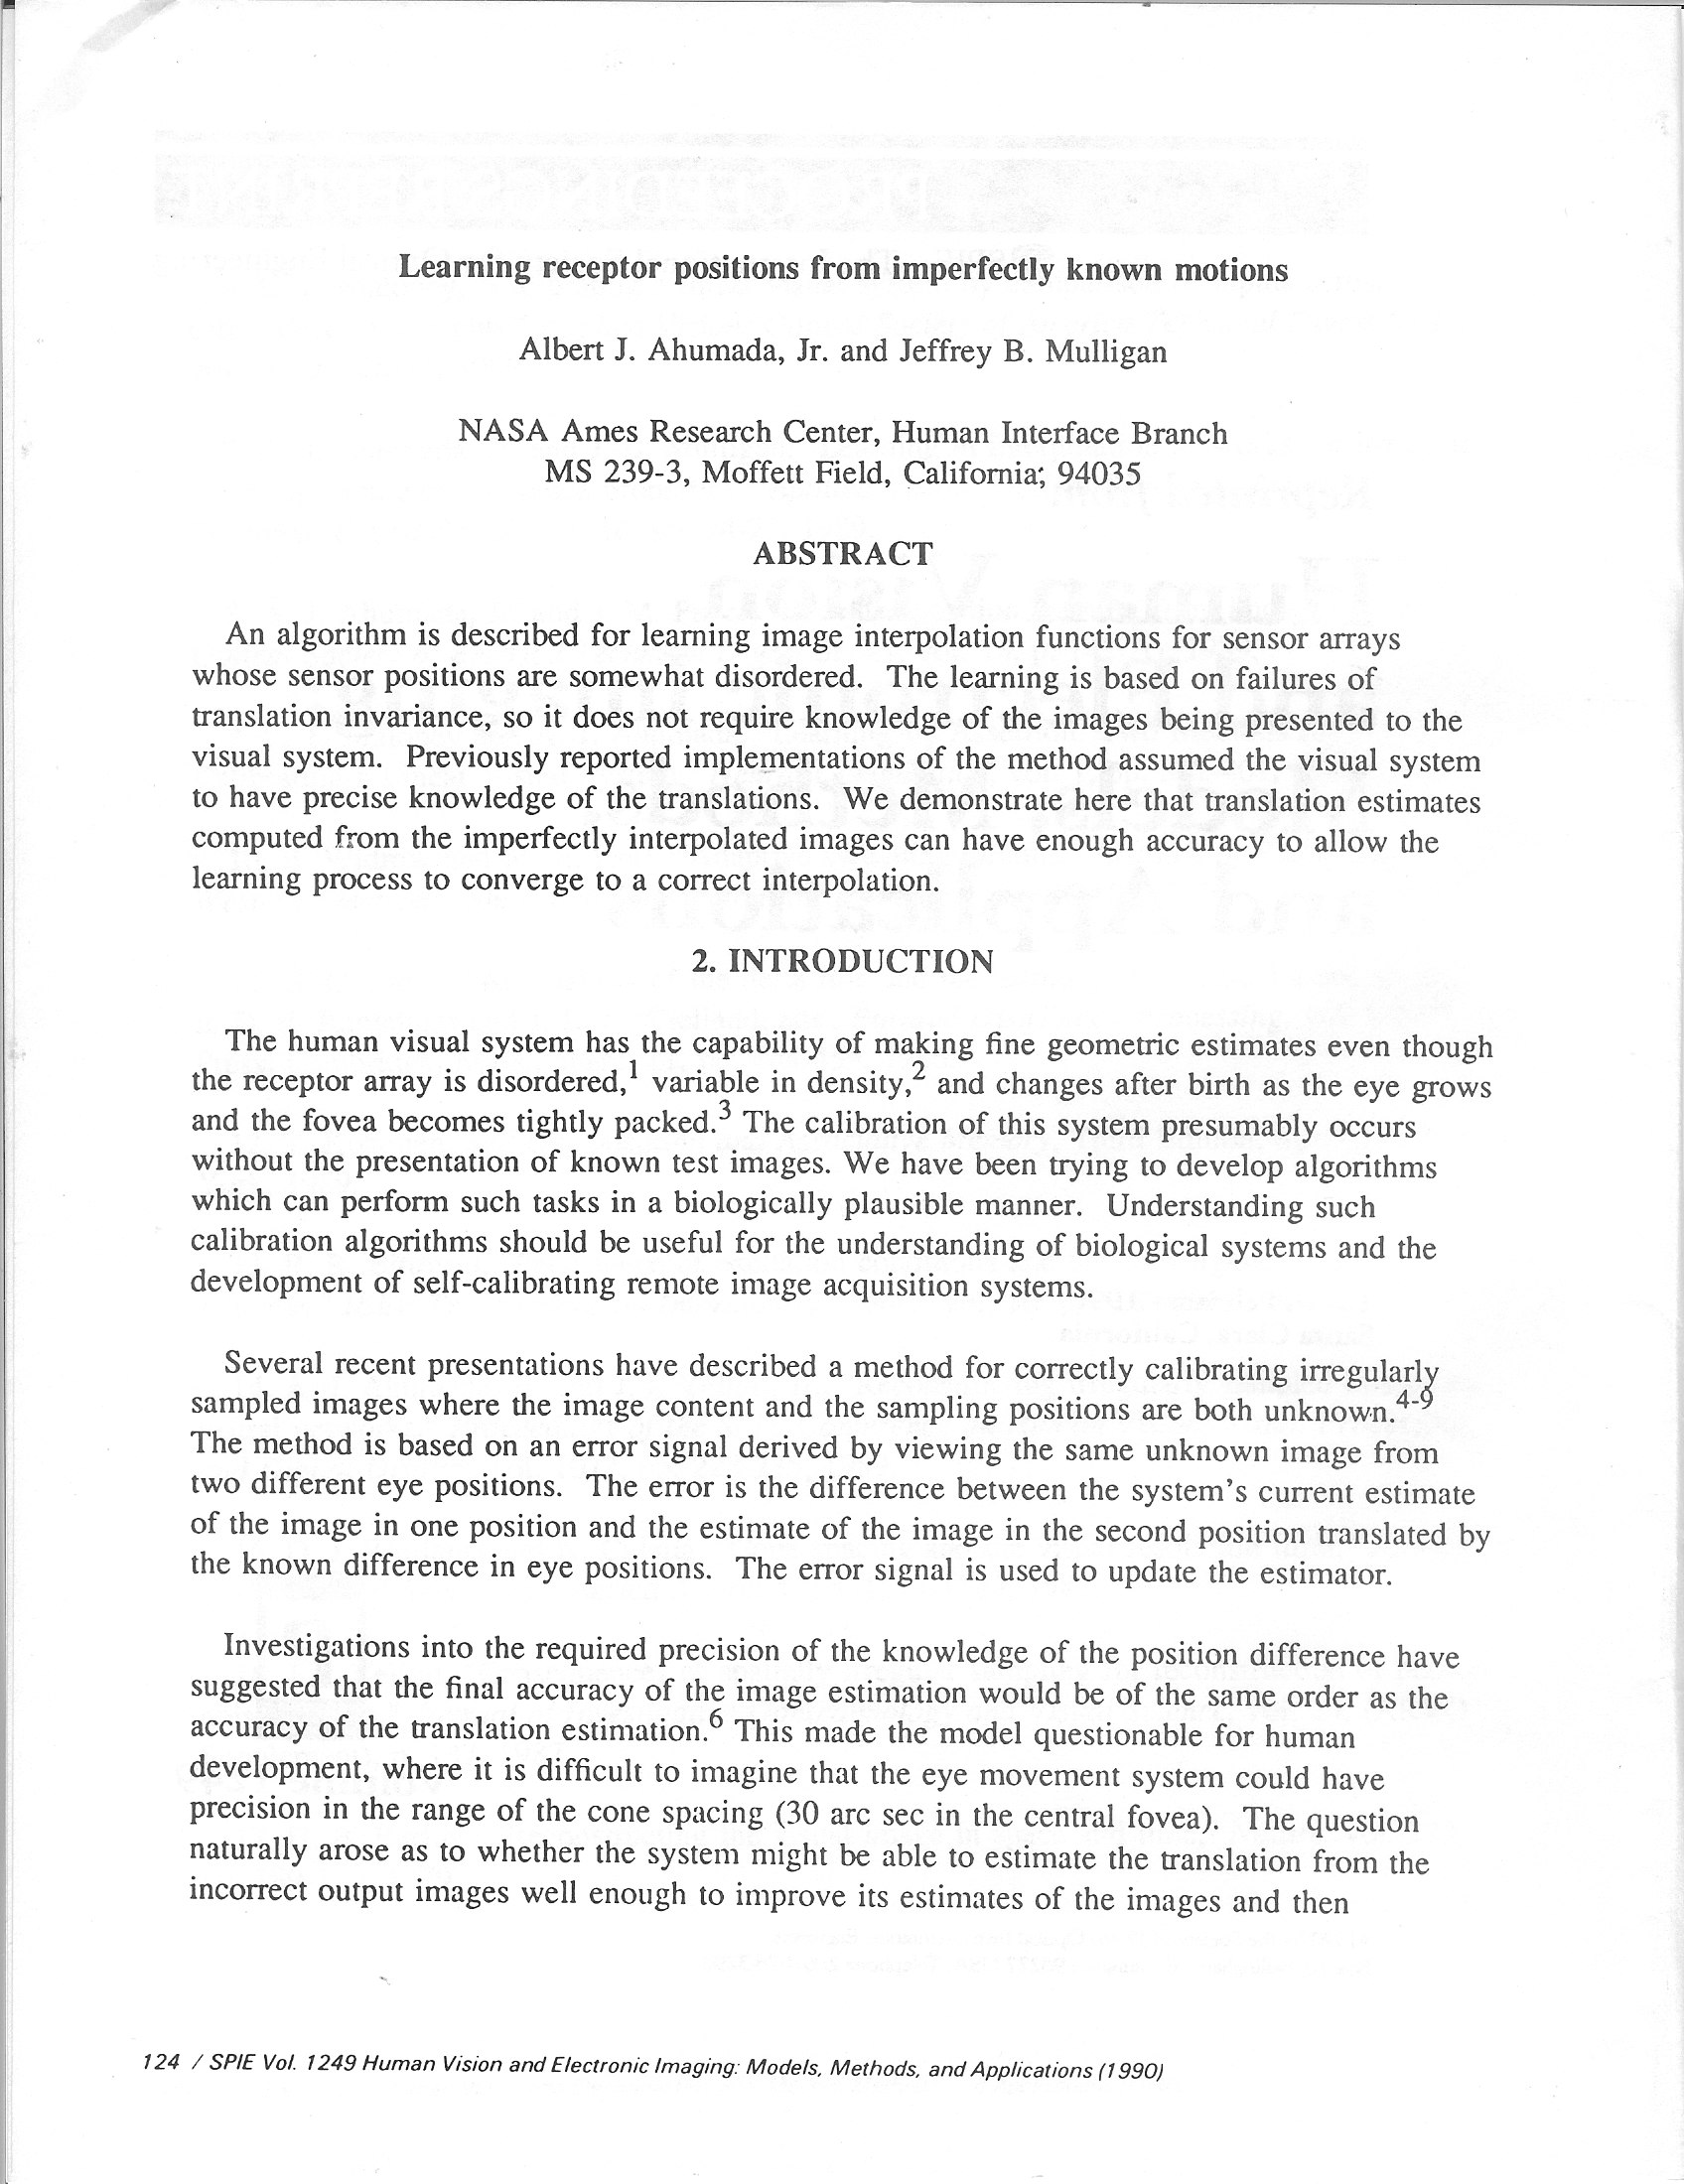 Learning receptor positions from imperfectly known motions
Albert J. Ahumada, Jr. and Jeffrey B. Mulligan
NASA Ames Research Center, Human Interface Branch
MS 239-3, Moffett Field, California; 94035
ABSTRACT
An algorithm is described for learning image interpolation functions for sensor arrays
whose sensor positions are somewhat disordered. The learning is based on failures of
translation invariance, so it does not require knowledge of the images being presented to the
visual system. Previously reported implementations of the method assumed the visual system
to have precise knowledge of the translations. We demonstrate here that translation estimates
computed from the imperfectly interpolated images can have enough accuracy to allow the
learning process to converge to a correct interpolation.
2. INTRODUCTION
The human visual system has the capability of making fine geometric estimates even though
the receptor array is disordered,1 variable in density,2 and changes after birth as the eye grows
and the fovea becomes tightly packed.3 The calibration of this system presumably occurs
without the presentation of known test images. We have been trying to develop algorithms
which can perform such tasks in a biologically plausible manner. Understanding such
calibration algorithms should be useful for the understanding of biological systems and the
development of self-calibrating remote image acquisition systems.
Several recent presentations have described a method for correctly calibrating irregularly
sampled images where the image content and the sampling positions are both unknown.4-9
The method is based on an error signal derived by viewing the same unknown image from
two different eye positions. The error is the difference between the system's current estimate
of the image in one position and the estimate of the image in the second position translated by
the known difference in eye positions. The error signal is used to update the estimator.
Investigations into the required precision of the knowledge of the position difference have
suggested that the final accuracy of the image estimation would be of the same order as the
accuracy of the translation estimation.6 This made the model questionable for human
development, where it is difficult to imagine that the eye movement system could have
precision in the range of the cone spacing (30 arc sec in the central fovea). The question
naturally arose as to whether the system might be able to estimate the translation from the
incorrect output images well enough to improve its estimates of the images and then
124 / SPIE Vol. 1249 Human Vision and Electronic Imaging: Models, Methods, and Applications (1990)